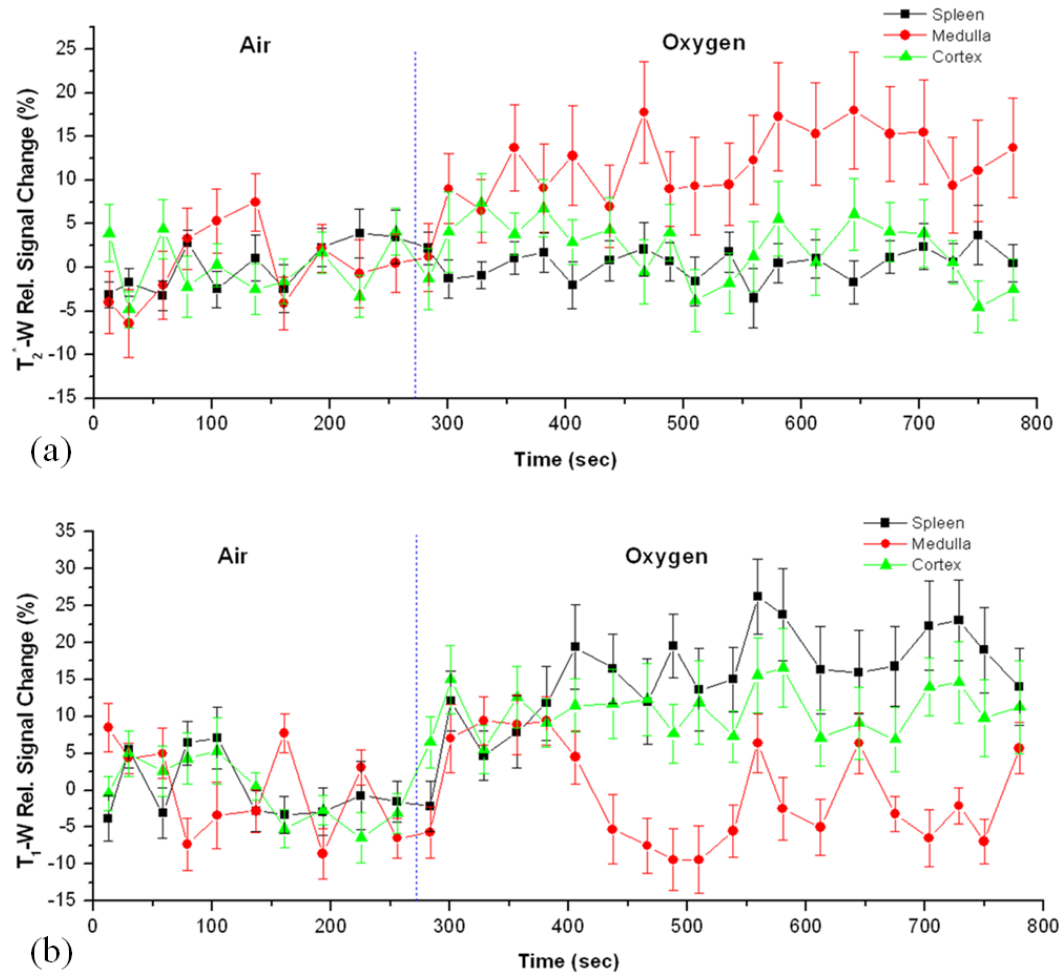 Spleen
Medulla
Cortex
Air
Oxygen
T2*-W Rel. Signal Change (%)
25
20
15
10
5
0
-5
-10
-15
0 100 200 300 400 500 600 700 800
Time (sec)
(a)
Spleen
Medulla
Cortex
Air
Oxygen
T1-W Rel. Signal Change (%)
35
30
25
20
15
10
5
0
-5
-10
-15
0 100 200 300 400 500 600 700 800
Time (sec)
(b)